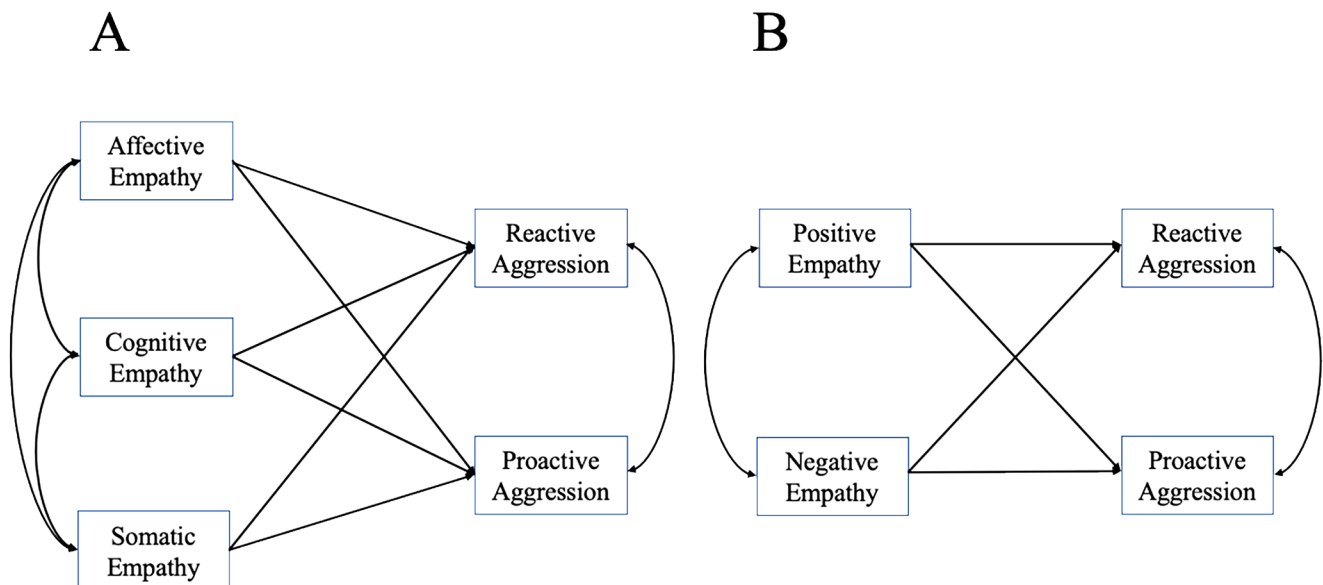 A
Affective
Empathy
Cognitive
Empathy
Somatic
Empathy
Reactive
Aggression
Proactive
Aggression
B
Positive
Empathy
Negative
Empathy
Reactive
Aggression
Proactive
Aggression